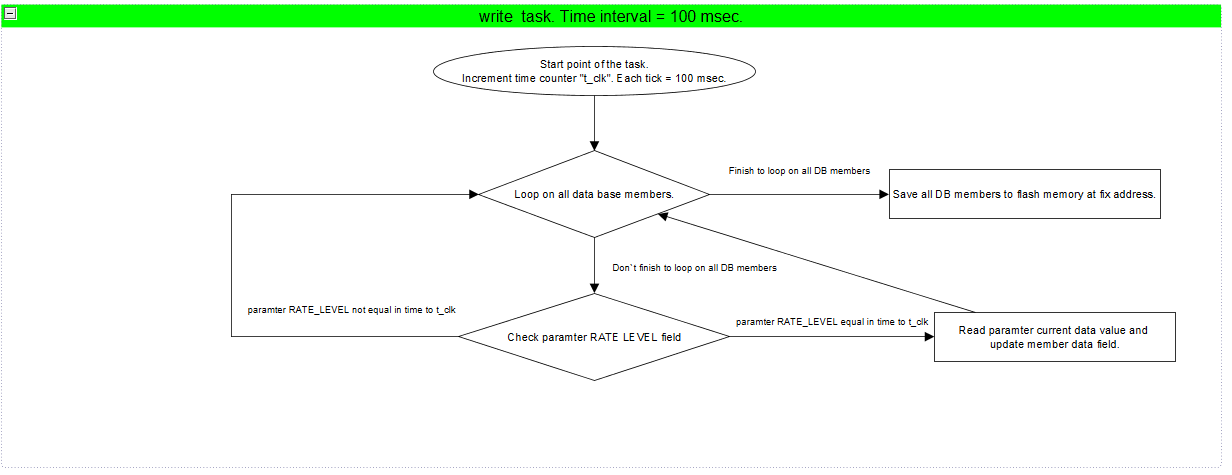 write  task. Time interval = 100 msec.
Start point of the task.
Increment time counter "t_clk". Each tick = 100 msec.
Finish to loop on all DB members
Loop on all data base members.
Save all DB members to flash memory at fix address.
Don`t finish to loop on all DB members
paramter RATE_LEVEL not equal in time to t_clk
paramter RATE_LEVEL equal in time to t_clk
Check paramter RATE LEVEL field
Read paramter current data value and
update member data field.